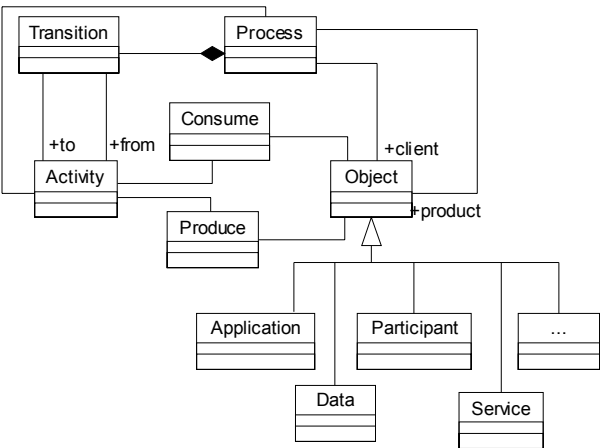 Transition
Process
Consume
+to
+from
+client
Activity
Object
+product
Produce
Application
Participant
...
Data
Service